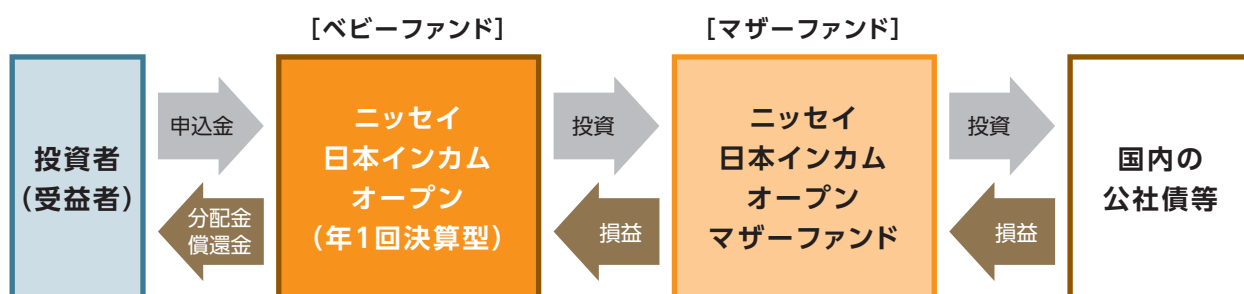 [ベビーファンド]
[マザーファンド]
投資者
（受益者）
申込金
分配金
償還金
ニッセイ
日本インカム
オープン
（年1回決算型）
投資
損益
ニッセイ
日本インカム
オープン
マザーファンド
投資
損益
国内の
公社債等